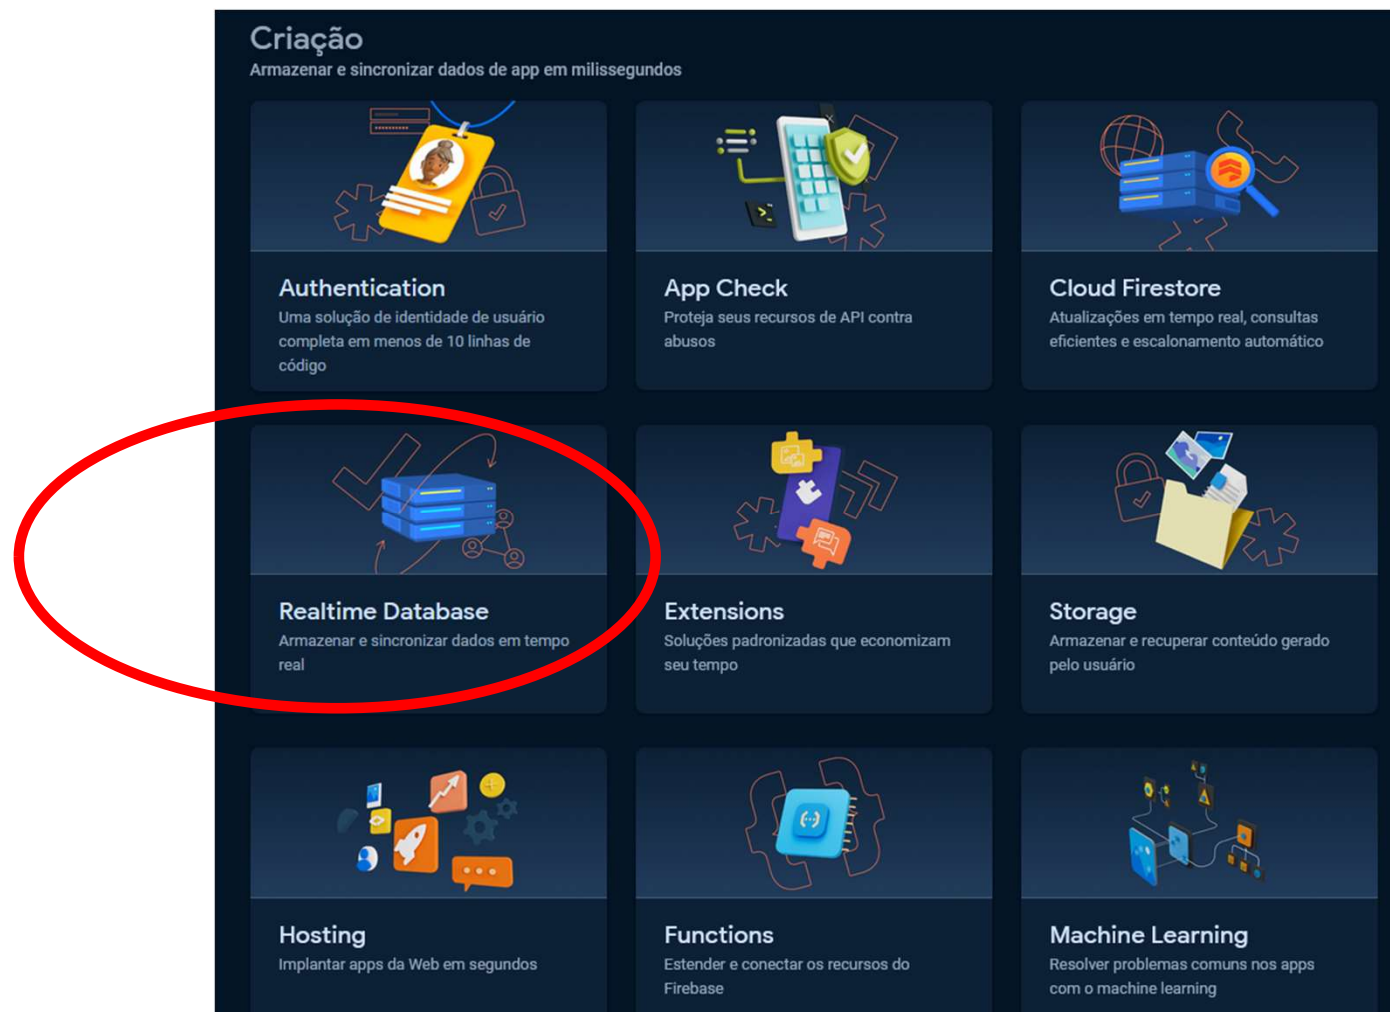 Criação
Armazenar e sincronizar dados de app em milissegundos
Authentication
Uma solução de identidade de usuário
completa em menos de 10 linhas de
código
App Check
Proteja seus recursos de API contra
abusos
Cloud Firestore
Atualizações em tempo real, consultas
eficientes e escalonamento automático
Realtime Database
Armazenar e sincronizar dados em tempo
real
Extensions
Soluções padronizadas que economizam
seu tempo
Storage
Armazenar e recuperar conteúdo gerado
pelo usuário
Hosting
Implantar apps da Web em segundos
Functions
Estender e conectar os recursos do
Firebase
Machine Learning
Resolver problemas comuns nos apps
com o machine learning